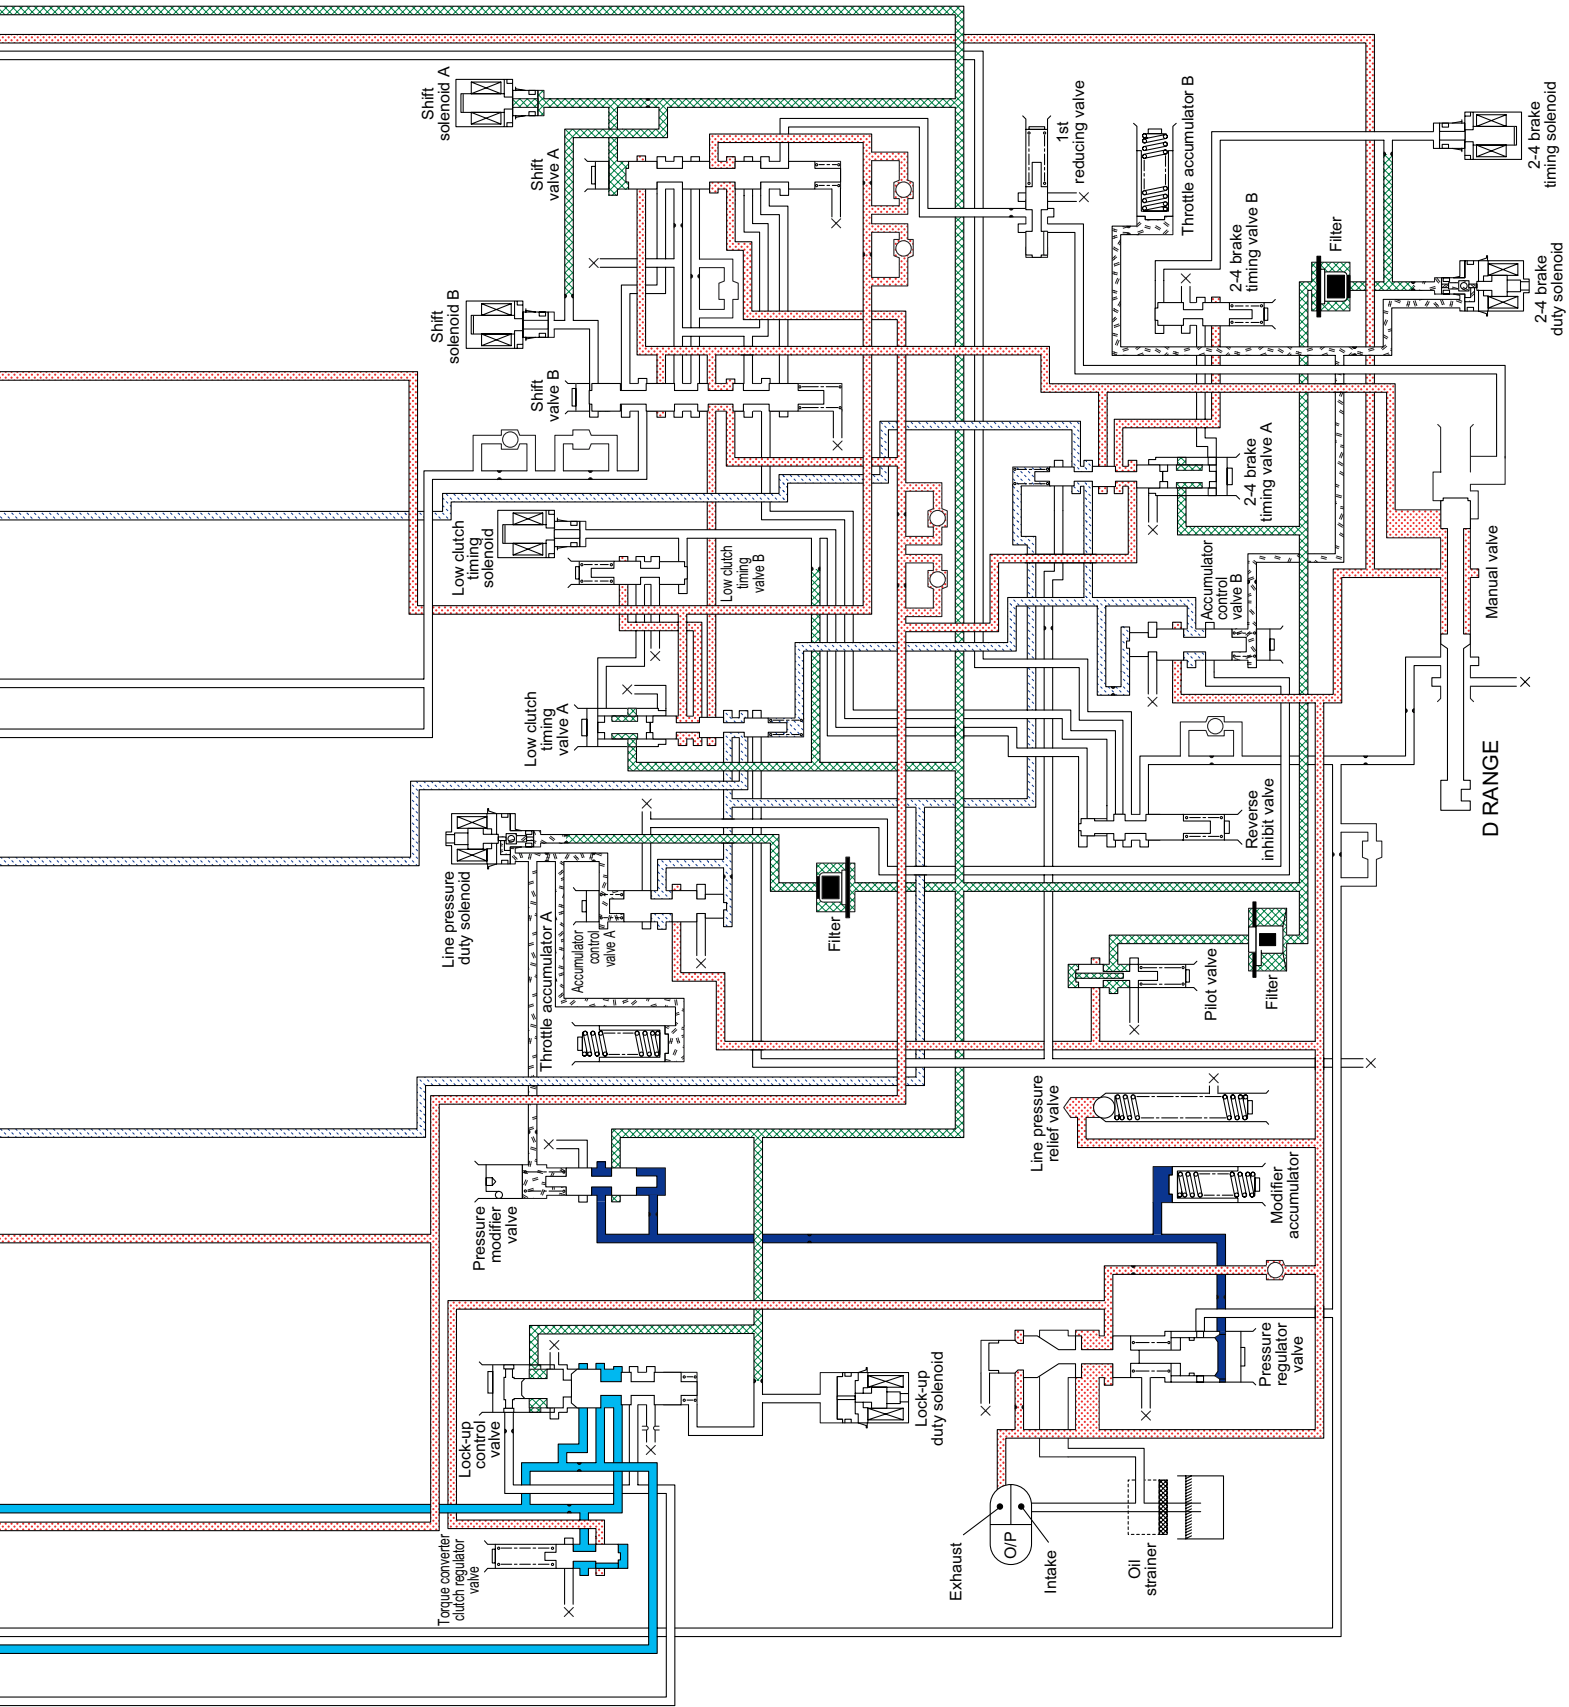 Shift
solenoid A
Shift
valve A
Shift
solenoid B
Shift
valve B
1st
reducing valve
Throttle accumulator B
2-4 brake
timing valve B
Filter
2-4 brake
timing solenoid
2-4 brake
duty solenoid
2-4 brake
timing valve A
Low clutch
timing
solenoid
Low clutch
timing
valve B
Low clutch
timing
valve A
Accumulator
control
valve B
Manual valve
D RANGE
Reverse
inhibit valve
Line pressure
duty solenoid
Throttle accumulator A
Accumulator
control
valve A
Filter
Pilot valve
Filter
Line pressure
relief valve
Modifier
accumulator
Pressure
modifier
valve
Lock-up
control
valve
Lock-up
duty solenoid
Pressure
regulator
valve
Torque converter
clutch regulator
valve
Exhaust
O/P
Intake
Oil
strainer